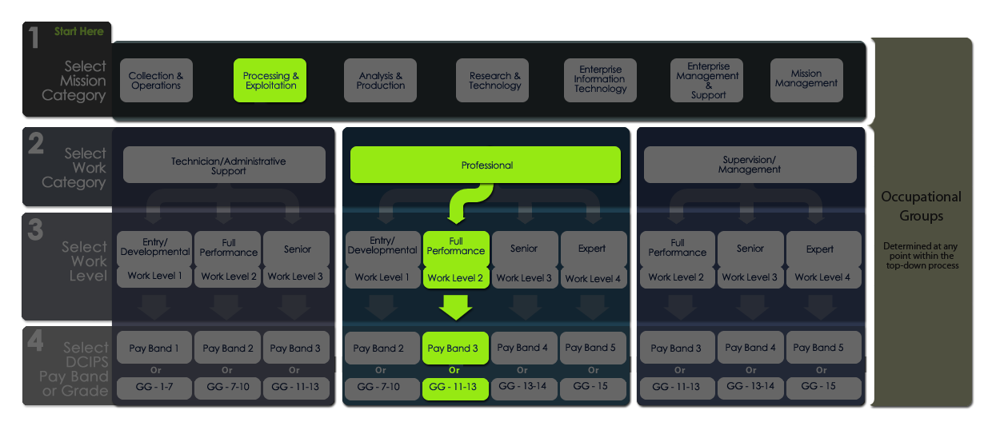 1
Start Here
Select
Mission
Category
Collection &
Operations
Processing &
Exploitation
Analysis &
Production
Research &
Technology
Enterprise
Information
Technology
Enterprise
Management
&
Support
Mission
Management
2
Select
Work
Category
Technician/Administrative
Support
Professional
Supervision/
Management
3
Select
Work
Level
Entry/
Developmental
Work Level 1
Full
Performance
Work Level 2
Senior
Work Level 3
Entry/
Developmental
Work Level 1
Full
Performance
Work Level 2
Senior
Work Level 3
Expert
Work Level 4
Full
Performance
Work Level 2
Senior
Work Level 3
Expert
Work Level 4
4
Select
DCIPS
Pay Band
or Grade
Pay Band 1
Or
GG - 1-7
Pay Band 2
Or
GG - 7-10
Pay Band 3
Or
GG - 11-13
Pay Band 2
Or
GG - 7-10
Pay Band 3
Or
GG - 11-13
Pay Band 4
Or
GG - 13-14
Pay Band 5
Or
GG - 15
Pay Band 3
Or
GG - 11-13
Pay Band 4
Or
GG - 13-14
Pay Band 5
Or
GG - 15
Occupational
Groups
Determined at any
point within the
top-down process